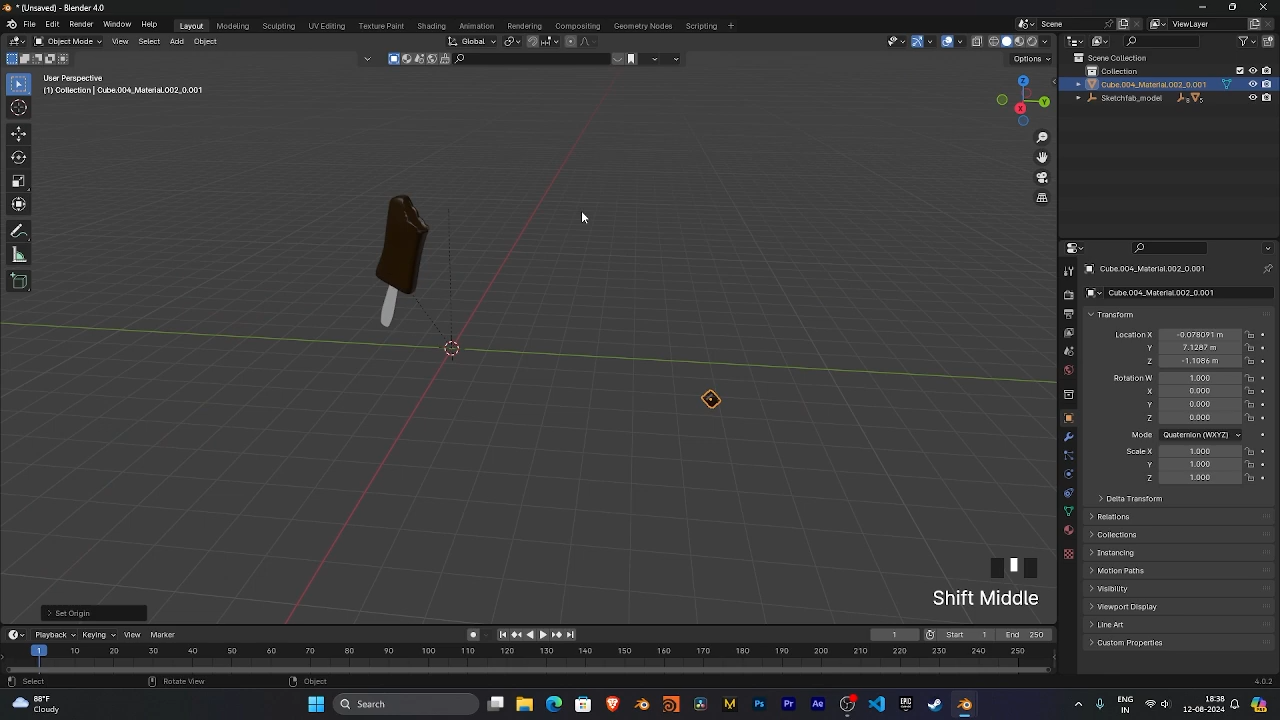 * (Unsaved) - Blender 4.0
File Edit Render Window Help Layout Modeling Sculpting UV Editing Texture Paint Shading Animation Rendering Compositing Geometry Nodes Scripting + Scene ViewLayer
Object Mode View Select Add Object Global
Options
User Perspective
(1) Collection | Cube.004_Material.002_0.001
Scene Collection
Collection
Cube.004_Material.002_0.001
Sketchfab_model
Z
Y
X
Cube.004_Material.002_0.001
Cube.004_Material.002_0.001
Transform
Location X -0.078091 m
Y 7.1287 m
Z -1.1086 m
Rotation W 1.000
X 0.000
Y 0.000
Z 0.000
Mode Quaternion (WXYZ)
Scale X 1.000
Y 1.000
Z 1.000
Delta Transform
Relations
Collections
Instancing
Motion Paths
Visibility
Viewport Display
Line Art
Custom Properties
Shift Middle
Set Origin
Playback Keying View Marker 1 Start 1 End 250
1 10 20 30 40 50 60 70 80 90 100 110 120 130 140 150 160 170 180 190 200 210 220 230 240 250
Select Rotate View Object 4.0.2
88°F
Cloudy
Search
ENG
IN
18:38
12-08-2024